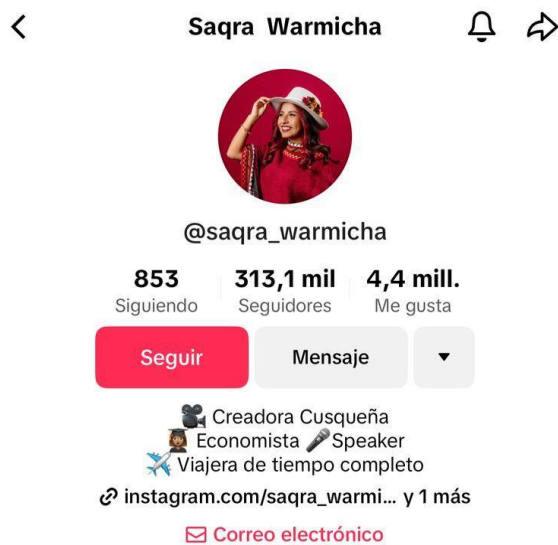 Saqra Warmicha
@saqra_warmicha
853 313,1 mil 4,4 mill.
Siguiendo Seguidores Me gusta
Seguir Mensaje
Creadora Cusqueña
Economista Speaker
Viajera de tiempo completo
instagram.com/saqra_warmi... y 1 más
Correo electrónico